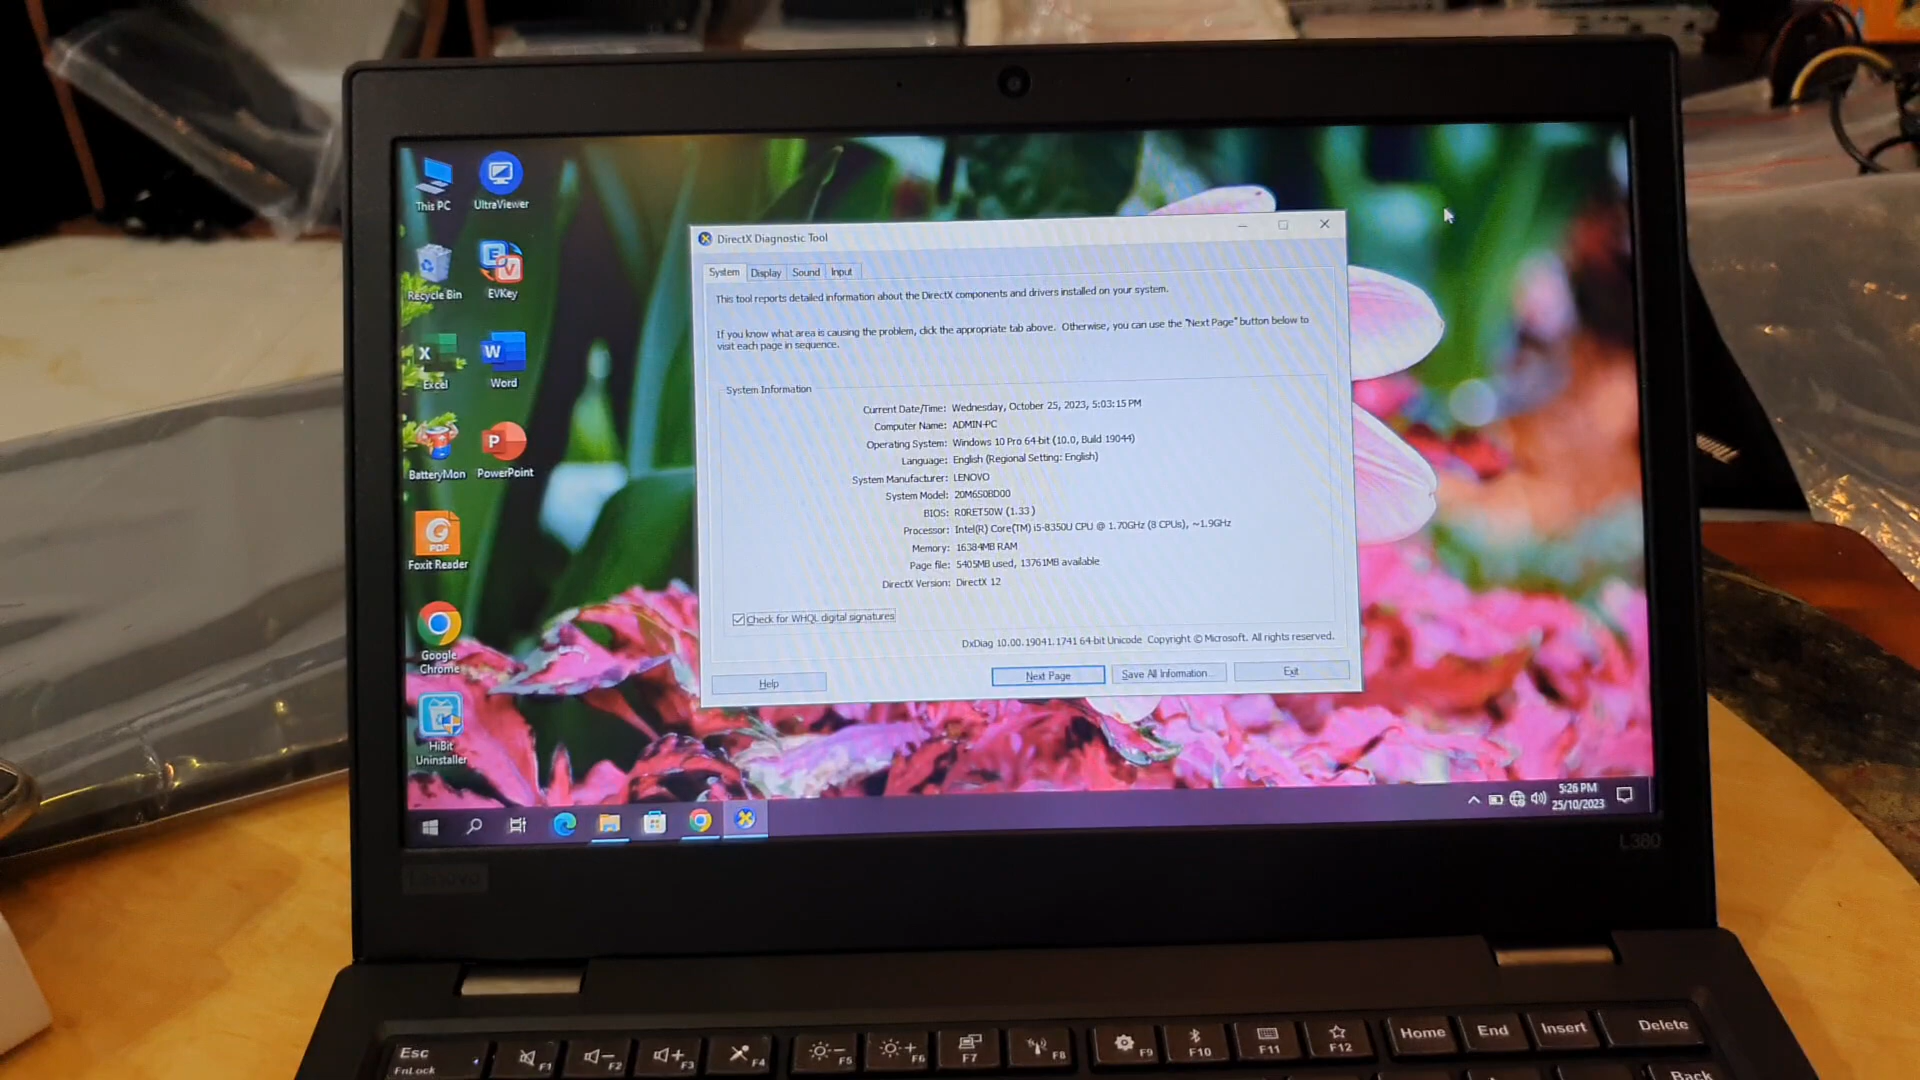 This PC
UltraViewer
Recycle Bin
EVKey
Excel
Word
BatteryMon
PowerPoint
Foxit Reader
Google
Chrome
HiBit
Uninstaller
DirectX Diagnostic Tool
System
Display
Sound
Input
This tool reports detailed information about the DirectX components and drivers installed on your system.
If you know what area is causing the problem, click the appropriate tab above. Otherwise, you can use the "Next Page" button below to
visit each page in sequence.
System Information
Current Date/Time: Wednesday, October 25, 2023, 5:03:15 PM
Computer Name: ADMIN-PC
Operating System: Windows 10 Pro 64-bit (10.0, Build 19044)
Language: English (Regional Setting: English)
System Manufacturer: LENOVO
System Model: 20M6S0BD00
BIOS: R0RET50W (1.33 )
Processor: Intel(R) Core(TM) i5-8350U CPU @ 1.70GHz (8 CPUs), ~1.9GHz
Memory: 16384MB RAM
Page file: 5405MB used, 13761MB available
DirectX Version: DirectX 12
Check for WHQL digital signatures
DxDiag 10.00.19041.1741 64-bit Unicode Copyright © Microsoft. All rights reserved.
Help
Next Page
Save All Information...
Exit
5:26 PM
25/10/2023
L380
Lenovo
Esc
FnLock
F1
F2
F3
F4
F5
F6
F7
F8
F9
F10
F11
F12
Home
End
Insert
Delete
Back